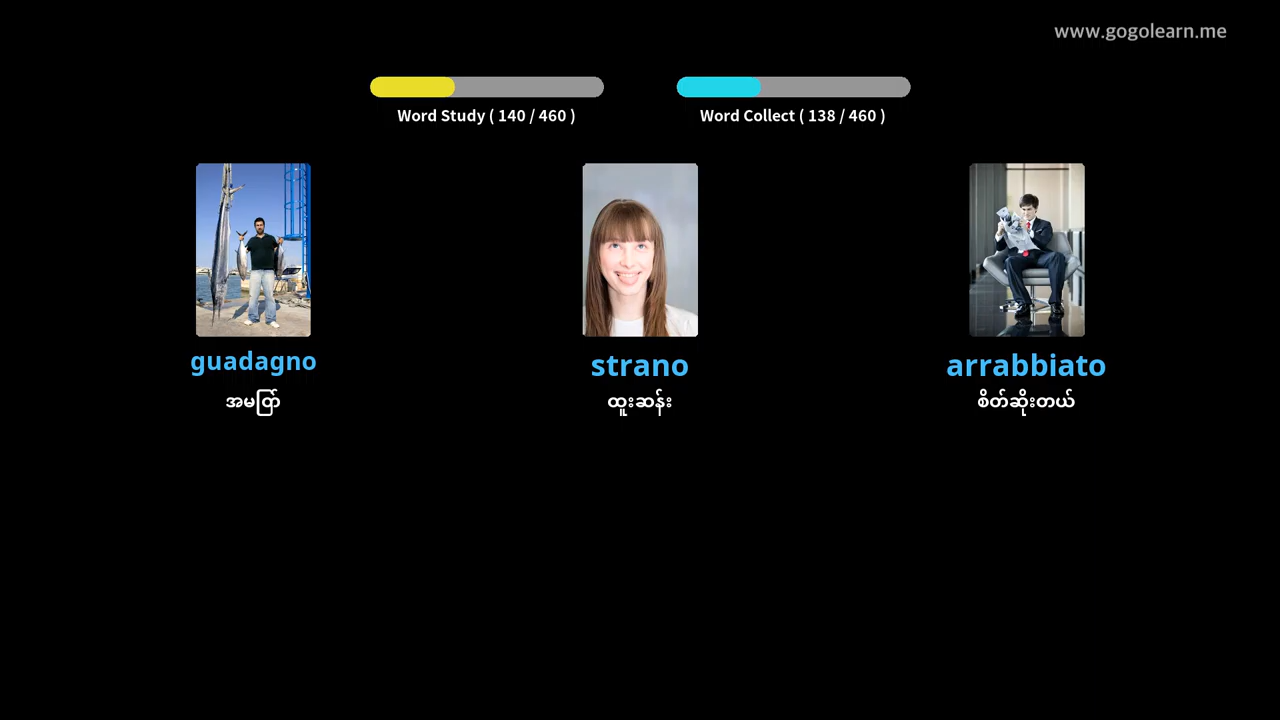 www.gogolearn.me
Word Study ( 140 / 460 )
Word Collect ( 138 / 460 )
guadagno
strano
arrabbiato
အမတြ်
ထူးဆန်း
စိတ်ဆိုးတယ်